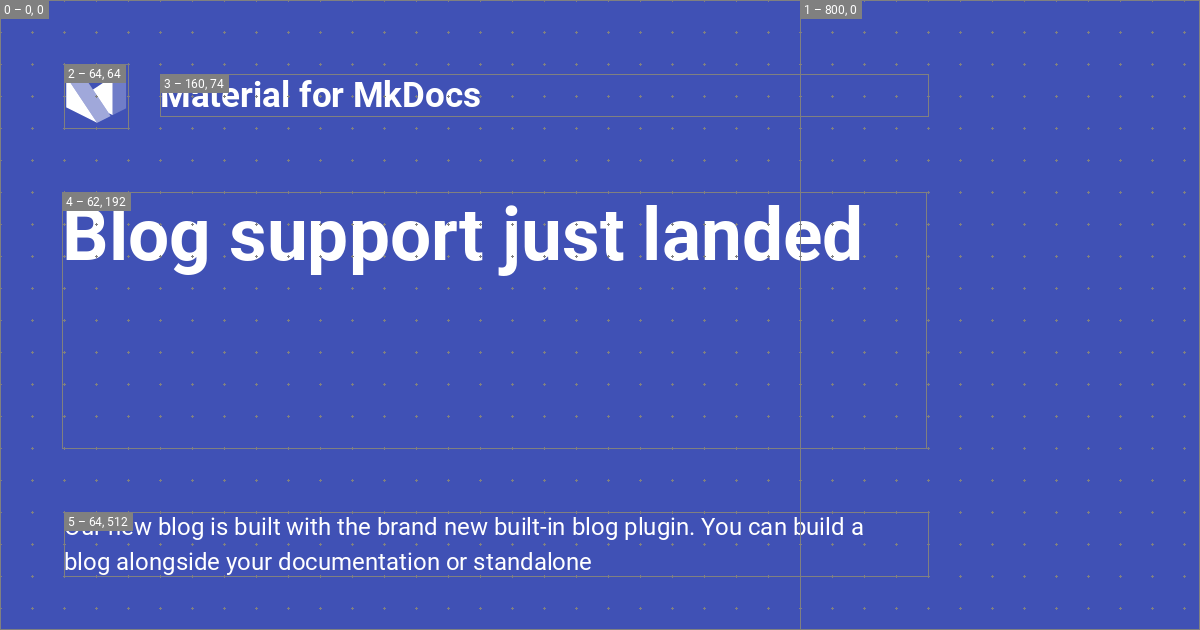 0 – 0, 0
1 – 800, 0
2 – 64, 64
3 – 160, 74
Material for MkDocs
4 – 62, 192
Blog support just landed
5 – 64, 512
Our new blog is built with the brand new built-in blog plugin. You can build a
blog alongside your documentation or standalone